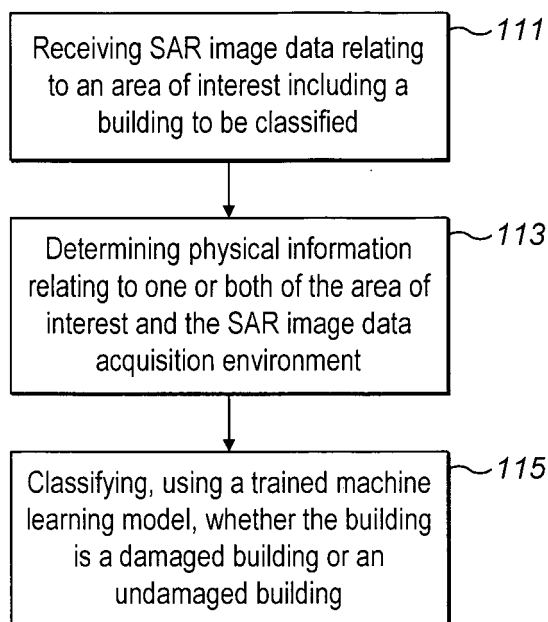 Receiving SAR image data relating
to an area of interest including a
building to be classified
111
Determining physical information
relating to one or both of the area of
interest and the SAR image data
acquisition environment
113
Classifying, using a trained machine
learning model, whether the building
is a damaged building or an
undamaged building
115